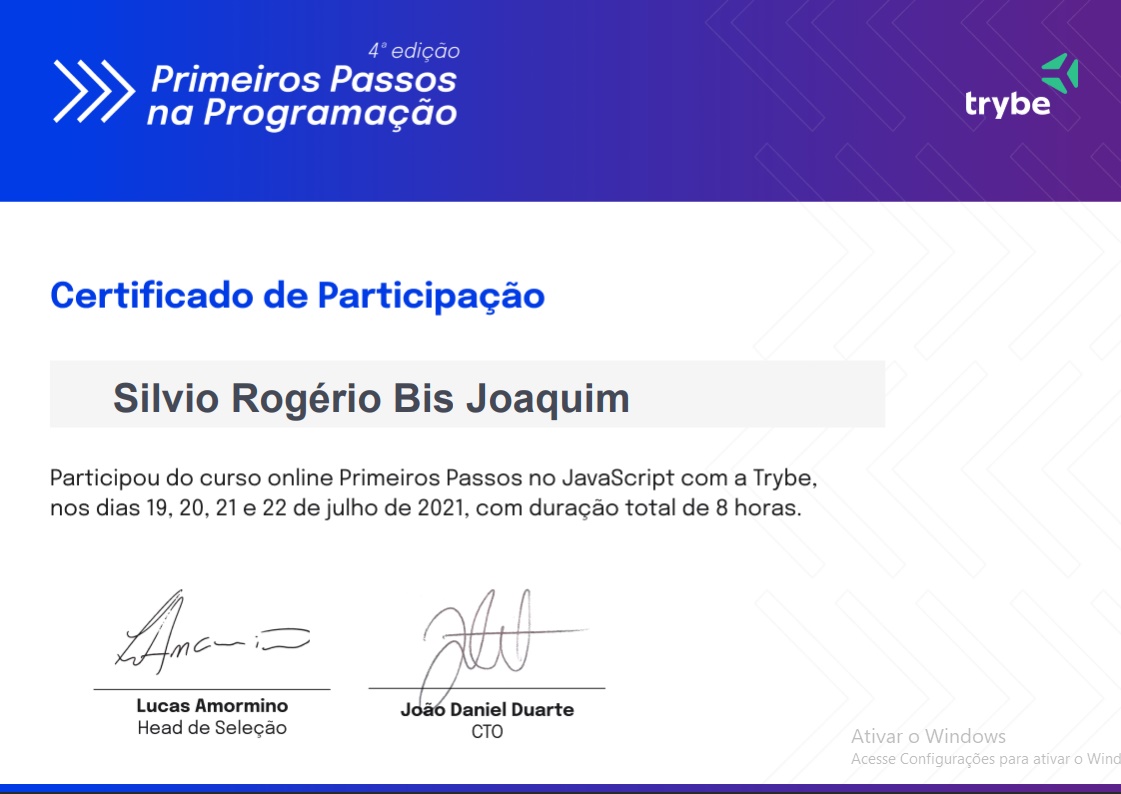 4ª edição
Primeiros Passos
na Programação
trybe
Certificado de Participação
Silvio Rogério Bis Joaquim
Participou do curso online Primeiros Passos no JavaScript com a Trybe,
nos dias 19, 20, 21 e 22 de julho de 2021, com duração total de 8 horas.
Lucas Amormino
Head de Seleção
João Daniel Duarte
CTO
Ativar o Windows
Acesse Configurações para ativar o Wind